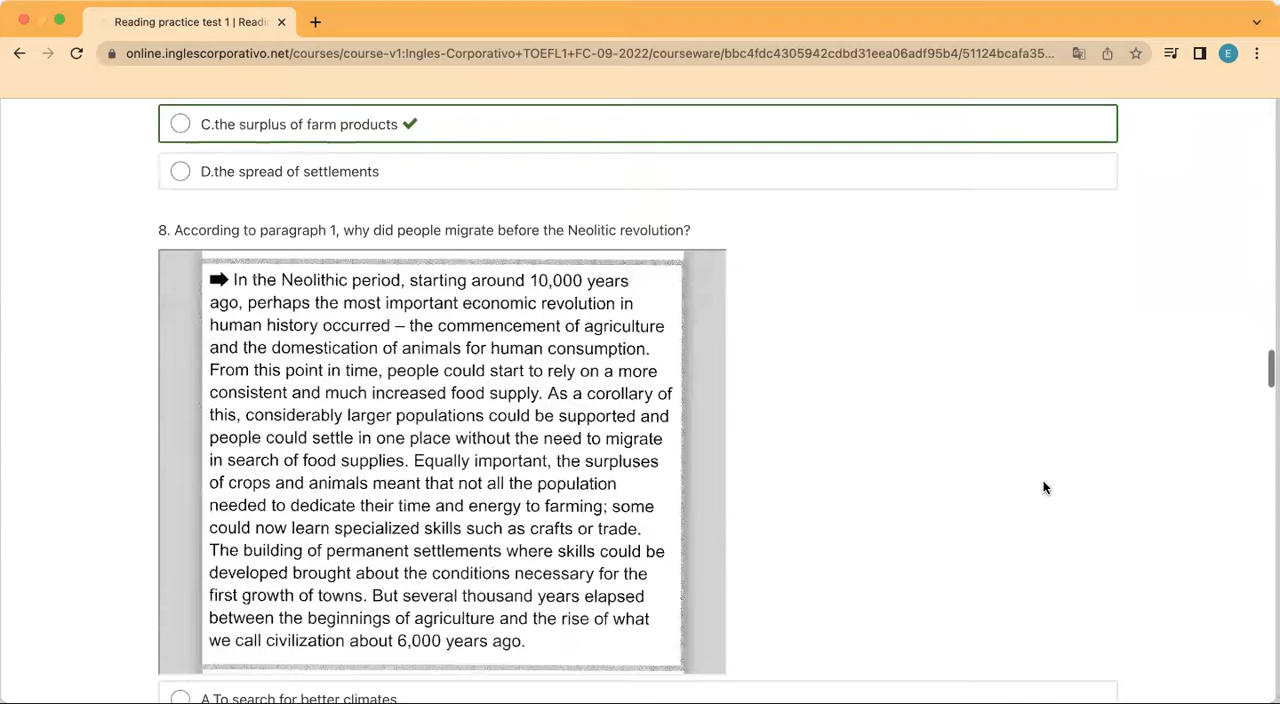 Reading practice test 1 | Readi
online.inglescorporativo.net/courses/course-v1:Ingles-Corporativo+TOEFL1+FC-09-2022/courseware/bbc4fdc4305942cdbd31eea06adf95b4/51124bcafa35...
E
C.the surplus of farm products
D.the spread of settlements
8. According to paragraph 1, why did people migrate before the Neolitic revolution?
In the Neolithic period, starting around 10,000 years
ago, perhaps the most important economic revolution in
human history occurred – the commencement of agriculture
and the domestication of animals for human consumption.
From this point in time, people could start to rely on a more
consistent and much increased food supply. As a corollary of
this, considerably larger populations could be supported and
people could settle in one place without the need to migrate
in search of food supplies. Equally important, the surpluses
of crops and animals meant that not all the population
needed to dedicate their time and energy to farming; some
could now learn specialized skills such as crafts or trade.
The building of permanent settlements where skills could be
developed brought about the conditions necessary for the
first growth of towns. But several thousand years elapsed
between the beginnings of agriculture and the rise of what
we call civilization about 6,000 years ago.
A.To search for better climates